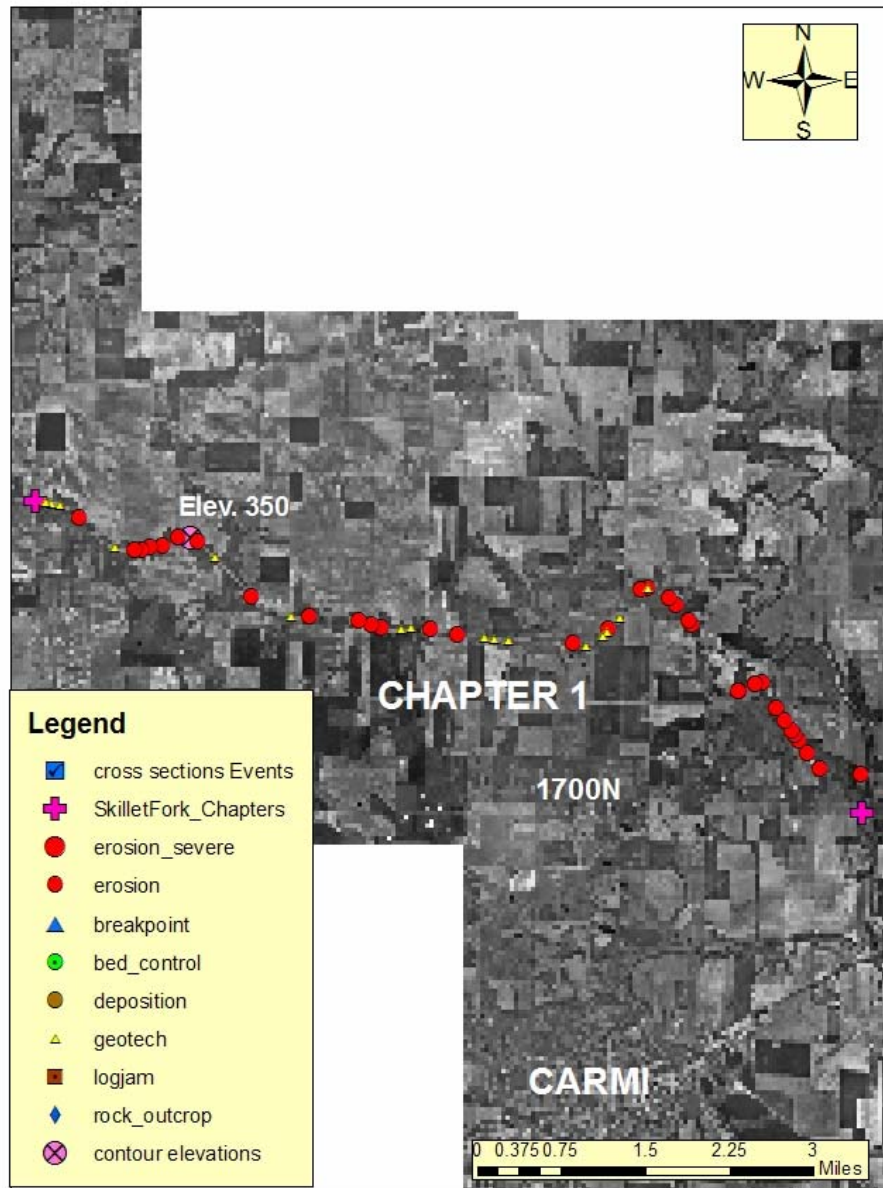 N
W E
S
Elev. 350
CHAPTER 1
1700N
Legend
cross sections Events
SkilletFork_Chapters
erosion_severe
erosion
breakpoint
bed_control
deposition
geotech
logjam
rock_outcrop
contour elevations
CARMI
0 0.375 0.75 1.5 2.25 3
Miles